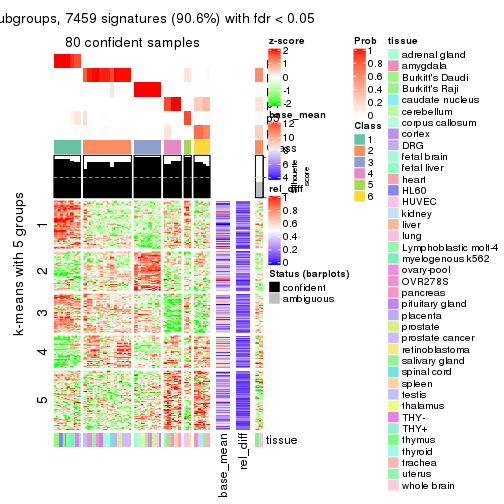 ubgroups, 7459 signatures (90.6%) with fdr < 0.05
80 confident samples
z-score
2
1
0
-1
-2
base_mean
12
10
8
6
4
rel_diff
1
0.8
0.6
0.4
0.2
0
Status (barplots)
confident
ambiguous
Prob
1
0.8
0.6
0.4
0.2
0
Class
1
2
3
4
5
6
tissue
adrenal gland
amygdala
Burkitt's Daudi
Burkitt's Raji
caudate nucleus
cerebellum
corpus callosum
cortex
DRG
fetal brain
fetal liver
heart
HL60
HUVEC
kidney
liver
lung
Lymphoblastic molt-4
myelogenous k562
ovary-pool
OVR278S
pancreas
pituitary gland
placenta
prostate
prostate cancer
retinoblastoma
salivary gland
spinal cord
spleen
testis
thalamus
THY-
THY+
thymus
thyroid
trachea
uterus
whole brain
score
k-means with 5 groups
1
2
3
4
5
tissue
base_mean
rel_diff